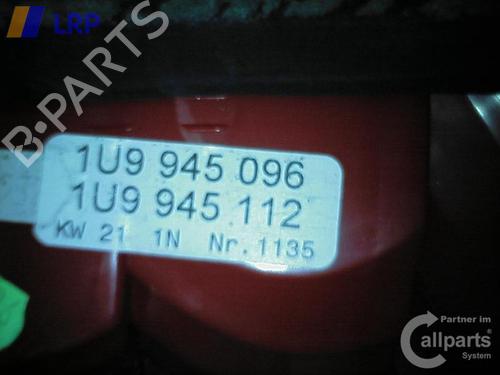 LRP
B-PARTS
1U9 945 096
1U9 945 112
KW 21 1N Nr. 1135
Partner im
Callparts
System